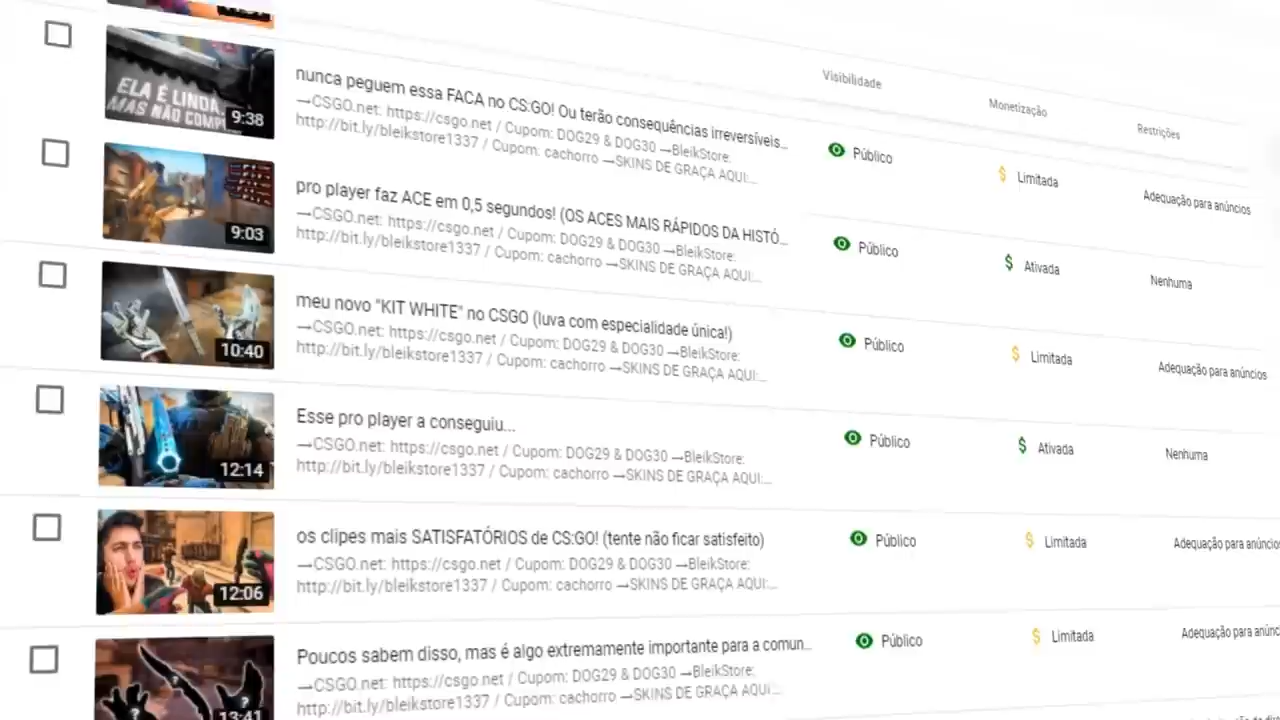 Visibilidade
Monetização
Restrições
ELA É LINDA,
MAS NÃO
9:38
nunca peguem essa FACA no CS:GO! Ou terão consequências irreversíveis...
→CSGO.net: https://csgo.net / Cupom: DOG29 & DOG30 →BleikStore:
http://bit.ly/bleikstore1337 / Cupom: cachorro →SKINS DE GRAÇA AQUI:...
Público
Limitada
Adequação para anúncios
9:03
pro player faz ACE em 0,5 segundos! (OS ACES MAIS RÁPIDOS DA HISTÓ...
→CSGO.net: https://csgo.net / Cupom: DOG29 & DOG30 →BleikStore:
http://bit.ly/bleikstore1337 / Cupom: cachorro →SKINS DE GRAÇA AQUI:...
Público
Ativada
Nenhuma
10:40
meu novo "KIT WHITE" no CSGO (luva com especialidade única!)
→CSGO.net: https://csgo.net / Cupom: DOG29 & DOG30 →BleikStore:
http://bit.ly/bleikstore1337 / Cupom: cachorro →SKINS DE GRAÇA AQUI:...
Público
Limitada
Adequação para anúncios
12:14
Esse pro player a conseguiu...
→CSGO.net: https://csgo.net / Cupom: DOG29 & DOG30 →BleikStore:
http://bit.ly/bleikstore1337 / Cupom: cachorro →SKINS DE GRAÇA AQUI:...
Público
Ativada
Nenhuma
12:06
os clipes mais SATISFATÓRIOS de CS:GO! (tente não ficar satisfeito)
→CSGO.net: https://csgo.net / Cupom: DOG29 & DOG30 →BleikStore:
http://bit.ly/bleikstore1337 / Cupom: cachorro →SKINS DE GRAÇA AQUI:...
Público
Limitada
Adequação para anúncios
13:41
Poucos sabem disso, mas é algo extremamente importante para a comun...
→CSGO.net: https://csgo.net / Cupom: DOG29 & DOG30 →BleikStore:
http://bit.ly/bleikstore1337 / Cupom: cachorro →SKINS DE GRAÇA AQUI:...
Público
Limitada
Adequação para anúnc